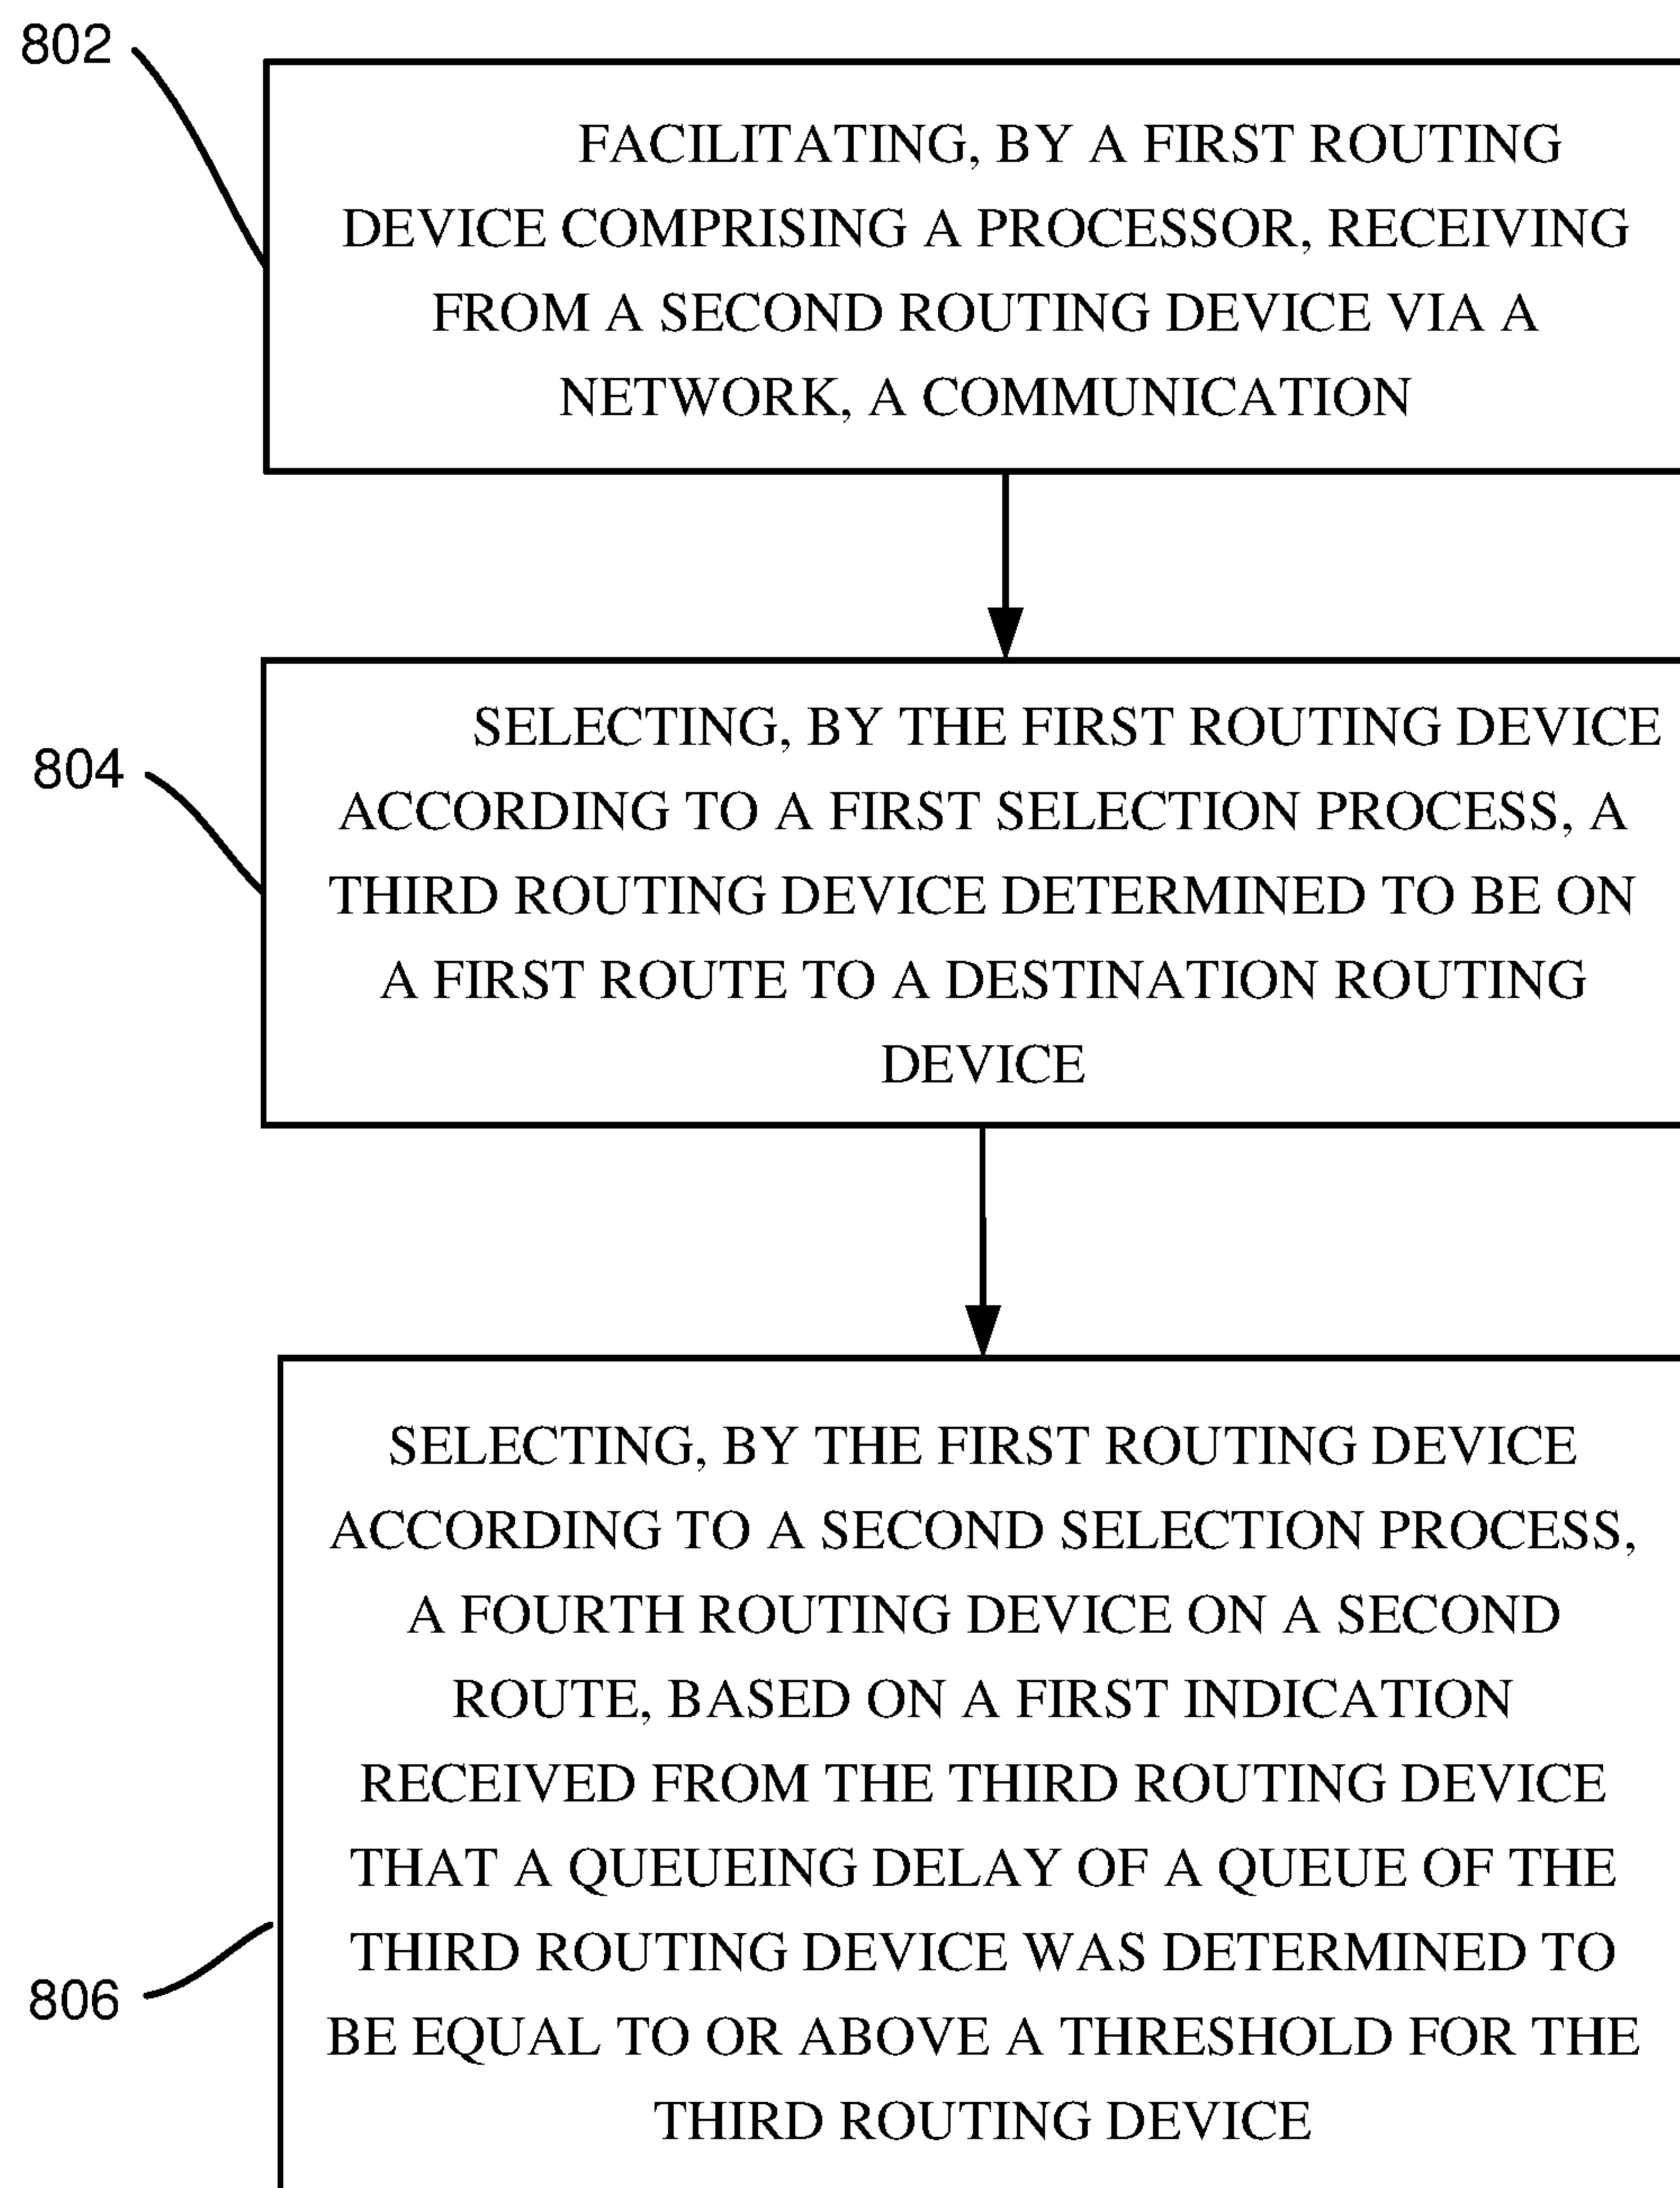 802
FACILITATING, BY A FIRST ROUTING
DEVICE COMPRISING A PROCESSOR, RECEIVING
FROM A SECOND ROUTING DEVICE VIA A
NETWORK, A COMMUNICATION
804
SELECTING, BY THE FIRST ROUTING DEVICE
ACCORDING TO A FIRST SELECTION PROCESS, A
THIRD ROUTING DEVICE DETERMINED TO BE ON
A FIRST ROUTE TO A DESTINATION ROUTING
DEVICE
806
SELECTING, BY THE FIRST ROUTING DEVICE
ACCORDING TO A SECOND SELECTION PROCESS,
A FOURTH ROUTING DEVICE ON A SECOND
ROUTE, BASED ON A FIRST INDICATION
RECEIVED FROM THE THIRD ROUTING DEVICE
THAT A QUEUEING DELAY OF A QUEUE OF THE
THIRD ROUTING DEVICE WAS DETERMINED TO
BE EQUAL TO OR ABOVE A THRESHOLD FOR THE
THIRD ROUTING DEVICE